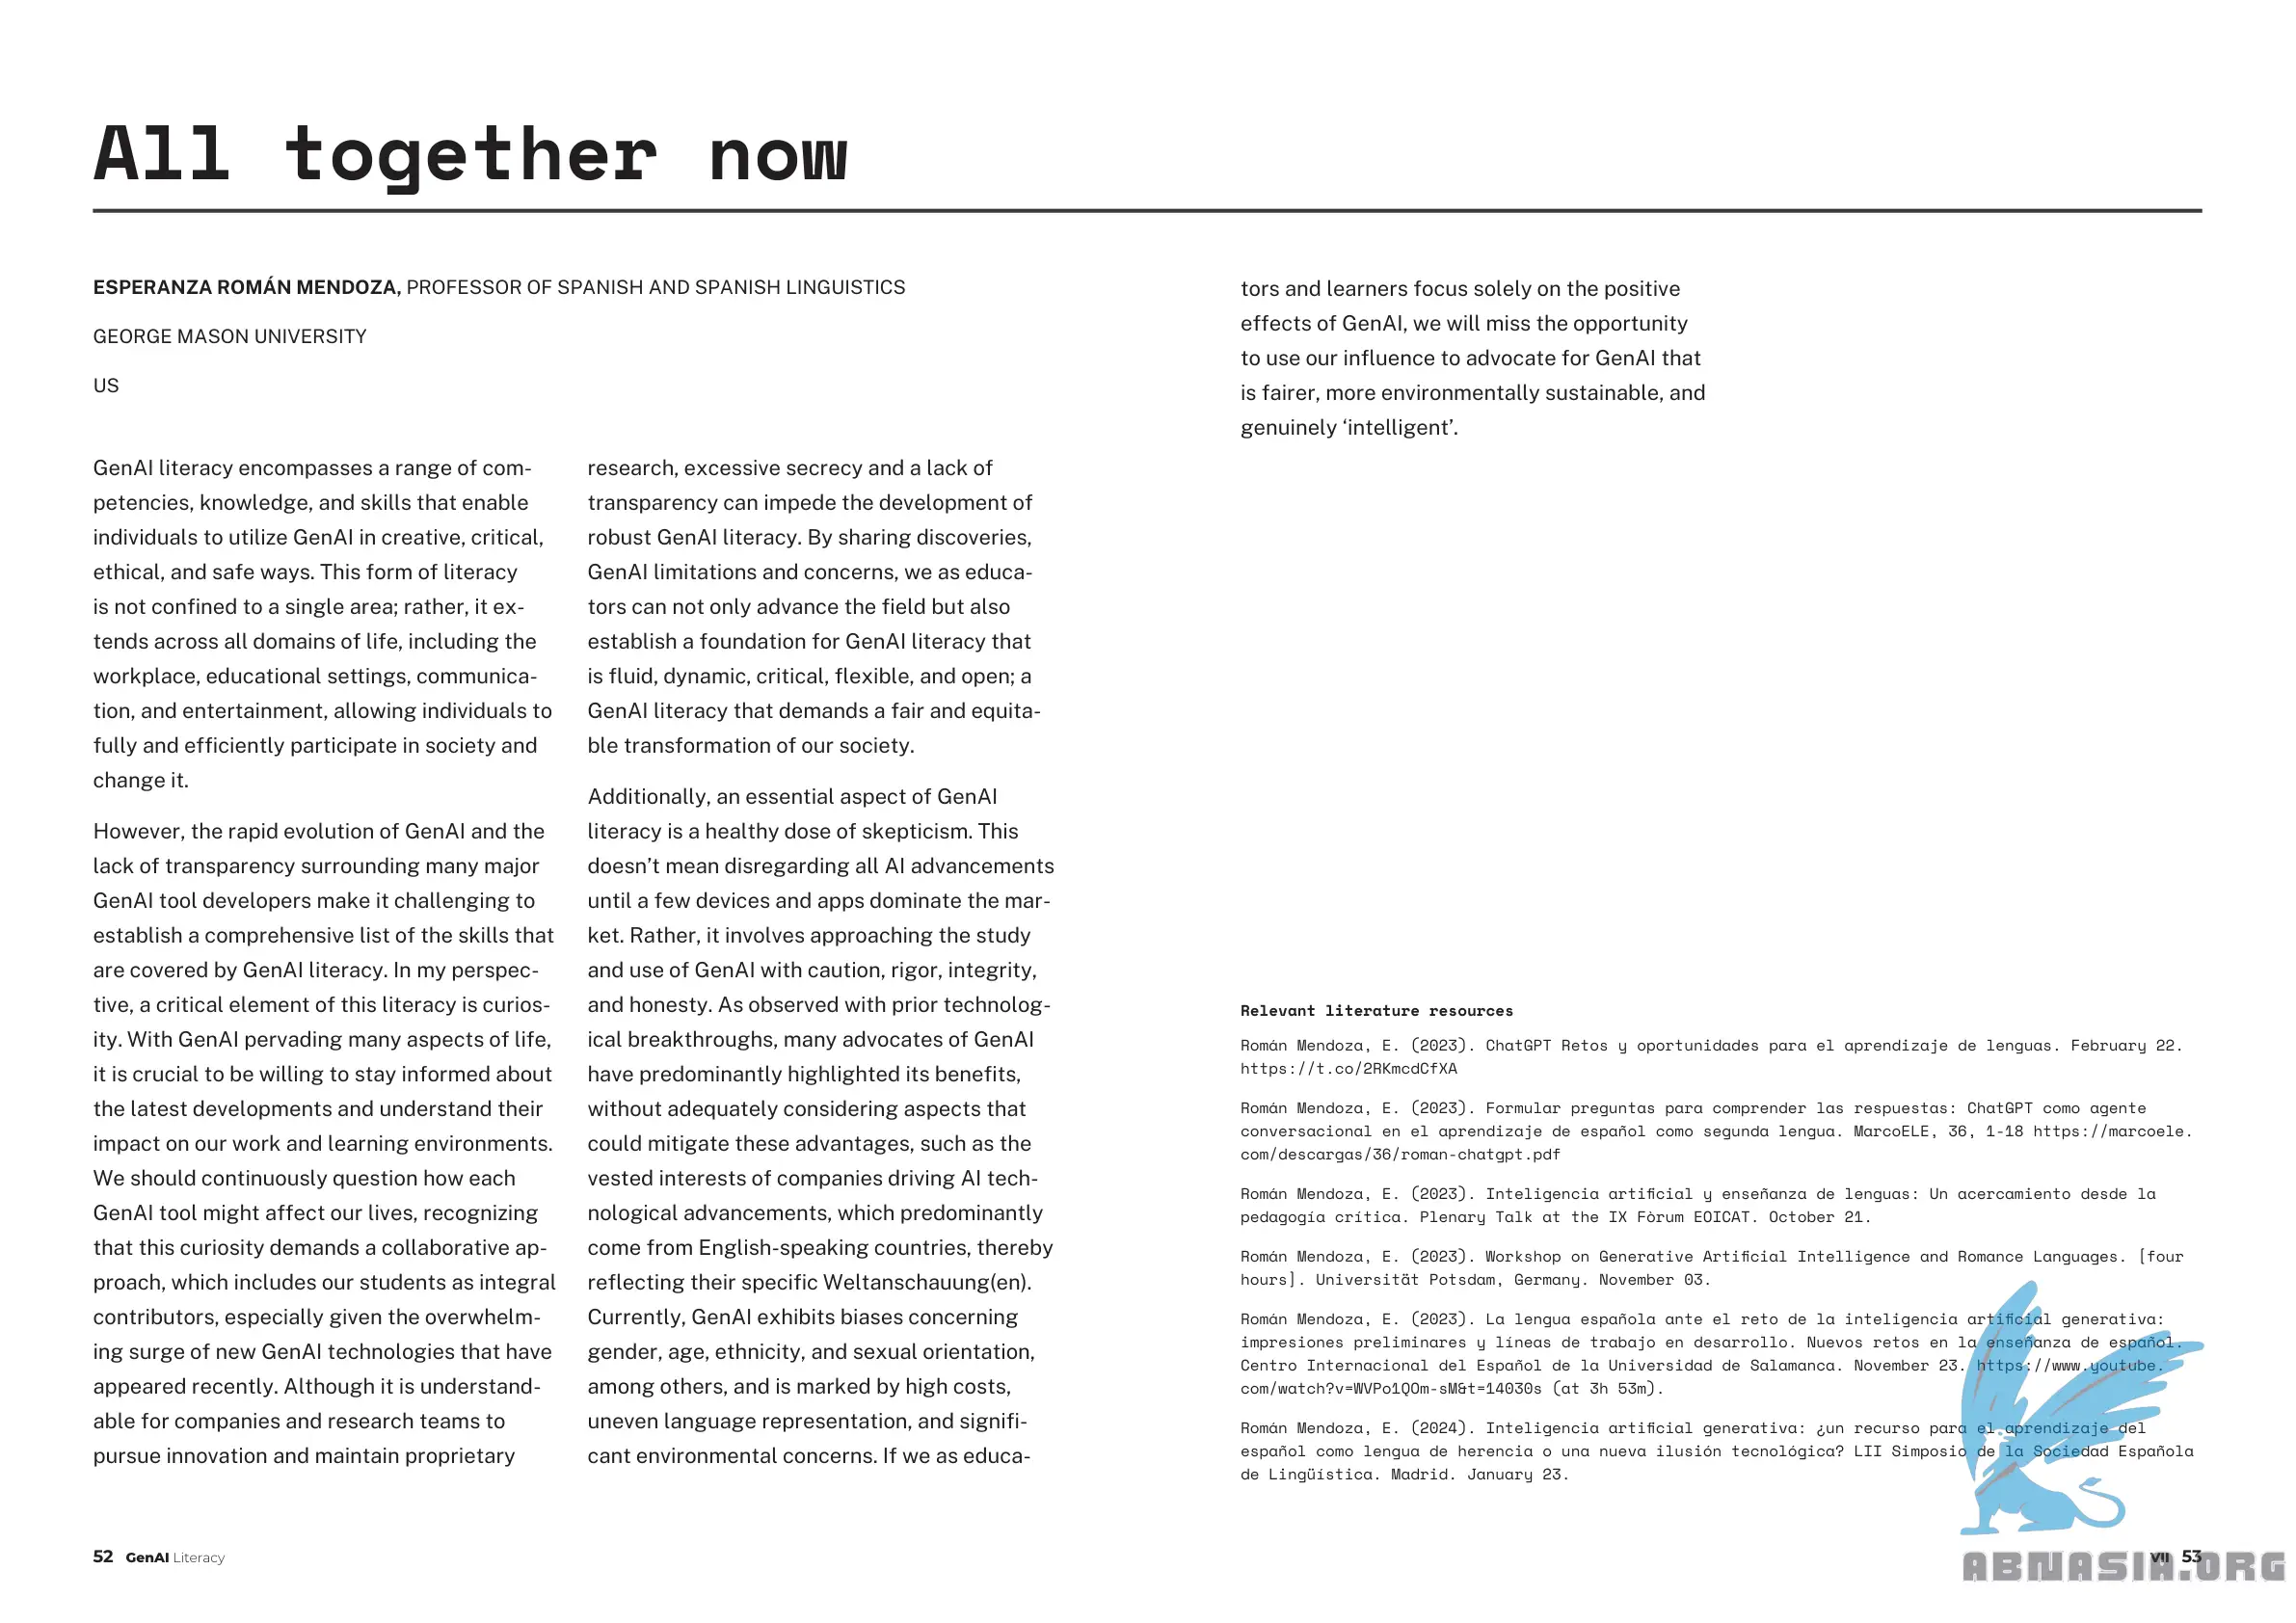 All together now
ESPERANZA ROMÁN MENDOZA, PROFESSOR OF SPANISH AND SPANISH LINGUISTICS
GEORGE MASON UNIVERSITY
US
GenAI literacy encompasses a range of com-
petencies, knowledge, and skills that enable
individuals to utilize GenAI in creative, critical,
ethical, and safe ways. This form of literacy
is not confined to a single area; rather, it ex-
tends across all domains of life, including the
workplace, educational settings, communica-
tion, and entertainment, allowing individuals to
fully and efficiently participate in society and
change it.
However, the rapid evolution of GenAI and the
lack of transparency surrounding many major
GenAI tool developers make it challenging to
establish a comprehensive list of the skills that
are covered by GenAI literacy. In my perspec-
tive, a critical element of this literacy is curios-
ity. With GenAI pervading many aspects of life,
it is crucial to be willing to stay informed about
the latest developments and understand their
impact on our work and learning environments.
We should continuously question how each
GenAI tool might affect our lives, recognizing
that this curiosity demands a collaborative ap-
proach, which includes our students as integral
contributors, especially given the overwhelm-
ing surge of new GenAI technologies that have
appeared recently. Although it is understand-
able for companies and research teams to
pursue innovation and maintain proprietary
research, excessive secrecy and a lack of
transparency can impede the development of
robust GenAI literacy. By sharing discoveries,
GenAI limitations and concerns, we as educa-
tors can not only advance the field but also
establish a foundation for GenAI literacy that
is fluid, dynamic, critical, flexible, and open; a
GenAI literacy that demands a fair and equita-
ble transformation of our society.
Additionally, an essential aspect of GenAI
literacy is a healthy dose of skepticism. This
doesn’t mean disregarding all AI advancements
until a few devices and apps dominate the mar-
ket. Rather, it involves approaching the study
and use of GenAI with caution, rigor, integrity,
and honesty. As observed with prior technolog-
ical breakthroughs, many advocates of GenAI
have predominantly highlighted its benefits,
without adequately considering aspects that
could mitigate these advantages, such as the
vested interests of companies driving AI tech-
nological advancements, which predominantly
come from English-speaking countries, thereby
reflecting their specific Weltanschauung(en).
Currently, GenAI exhibits biases concerning
gender, age, ethnicity, and sexual orientation,
among others, and is marked by high costs,
uneven language representation, and signifi-
cant environmental concerns. If we as educa-
tors and learners focus solely on the positive
effects of GenAI, we will miss the opportunity
to use our influence to advocate for GenAI that
is fairer, more environmentally sustainable, and
genuinely ‘intelligent’.
Relevant literature resources
Román Mendoza, E. (2023). ChatGPT Retos y oportunidades para el aprendizaje de lenguas. February 22.
https://t.co/2RKmcdCfXA
Román Mendoza, E. (2023). Formular preguntas para comprender las respuestas: ChatGPT como agente
conversacional en el aprendizaje de español como segunda lengua. MarcoELE, 36, 1-18 https://marcoele.
com/descargas/36/roman-chatgpt.pdf
Román Mendoza, E. (2023). Inteligencia artificial y enseñanza de lenguas: Un acercamiento desde la
pedagogía crítica. Plenary Talk at the IX Fòrum EOICAT. October 21.
Román Mendoza, E. (2023). Workshop on Generative Artificial Intelligence and Romance Languages. [four
hours]. Universität Potsdam, Germany. November 03.
Román Mendoza, E. (2023). La lengua española ante el reto de la inteligencia artificial generativa:
impresiones preliminares y líneas de trabajo en desarrollo. Nuevos retos en la enseñanza de español.
Centro Internacional del Español de la Universidad de Salamanca. November 23. https://www.youtube.
com/watch?v=WVPo1QOm-sM&t=14030s (at 3h 53m).
Román Mendoza, E. (2024). Inteligencia artificial generativa: ¿un recurso para el aprendizaje del
español como lengua de herencia o una nueva ilusión tecnológica? LII Simposio de la Sociedad Española
de Lingüística. Madrid. January 23.
52 GenAI Literacy
VII 53
ABNASIA.ORG